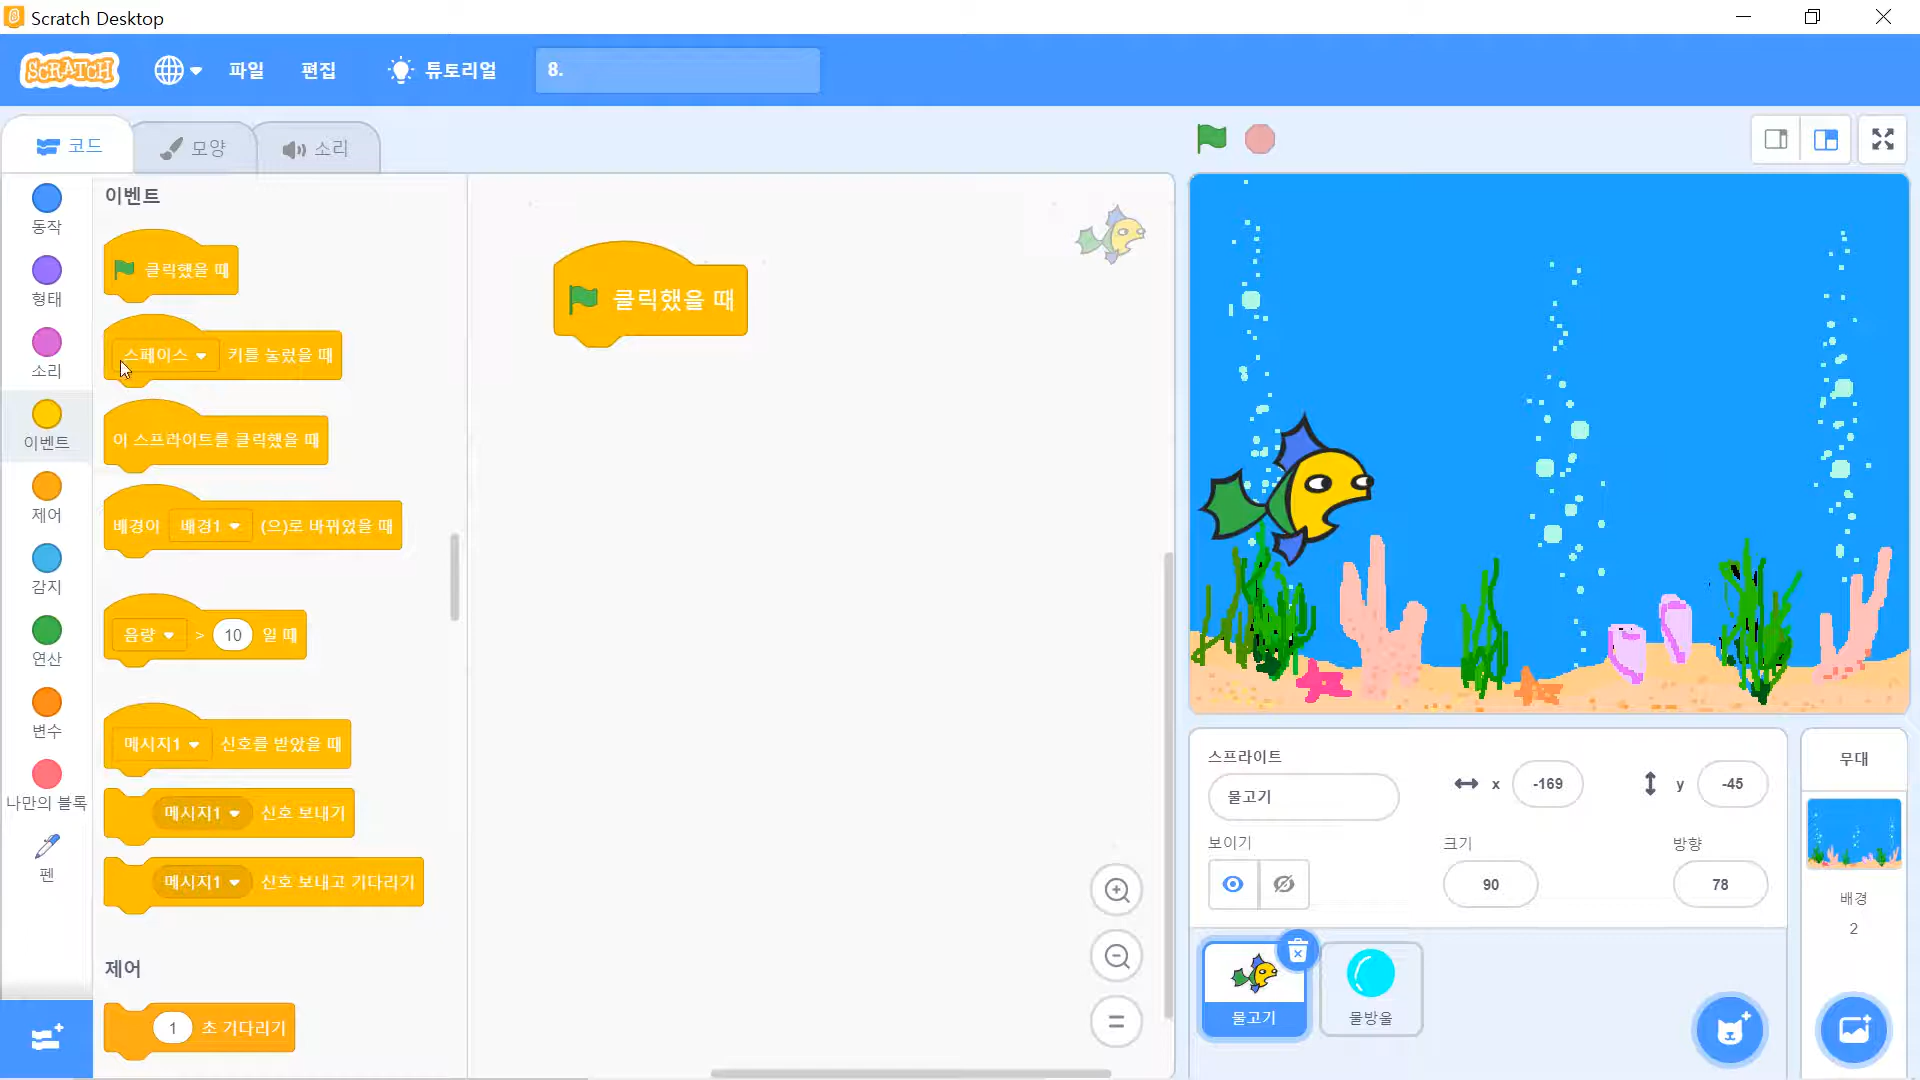 Scratch Desktop
SCRATCH
파일
편집
튜토리얼
8.
코드
모양
소리
동작
형태
소리
이벤트
제어
감지
연산
변수
나만의 블록
펜
이벤트
클릭했을 때
스페이스 키를 눌렀을 때
이 스프라이트를 클릭했을 때
배경이 배경1 (으)로 바뀌었을 때
음량 > 10 일 때
메시지1 신호를 받았을 때
메시지1 신호 보내기
메시지1 신호 보내고 기다리기
제어
1 초 기다리기
클릭했을 때
스프라이트
물고기
x -169
y -45
보이기
크기
90
방향
78
물고기
물방울
무대
배경
2